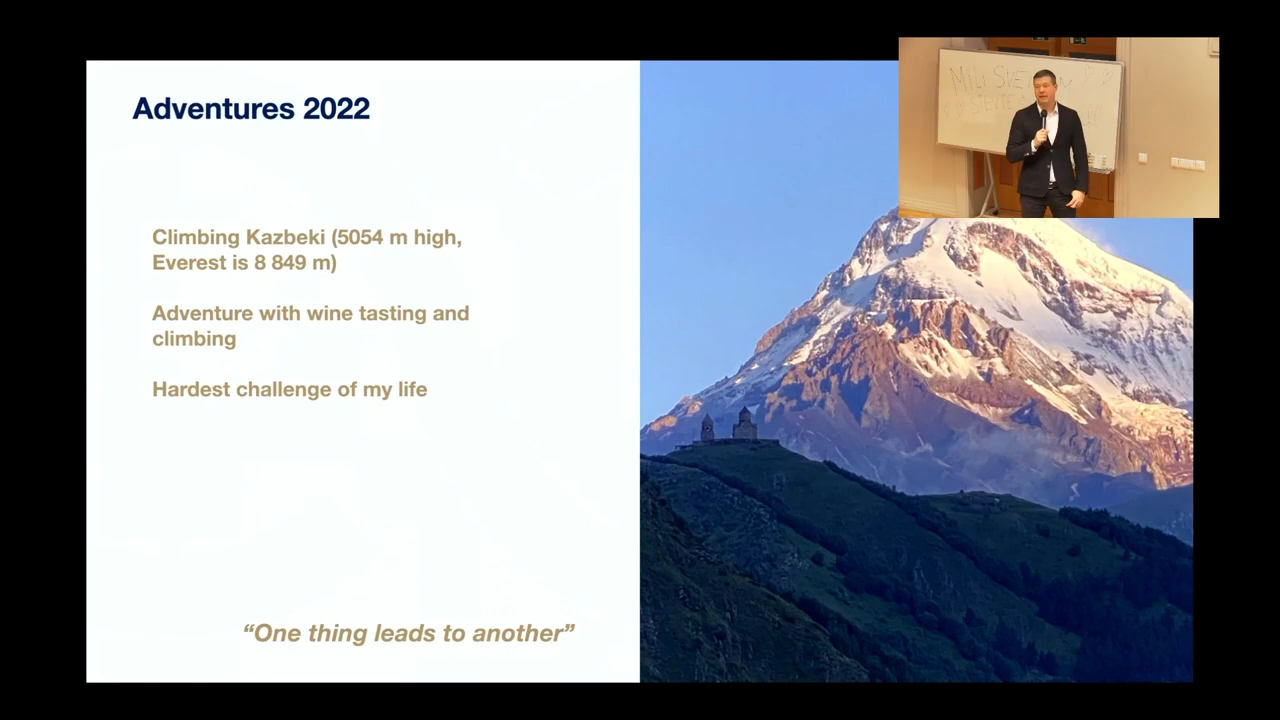 Adventures 2022
Climbing Kazbeki (5054 m high,
Everest is 8 849 m)
Adventure with wine tasting and
climbing
Hardest challenge of my life
“One thing leads to another”